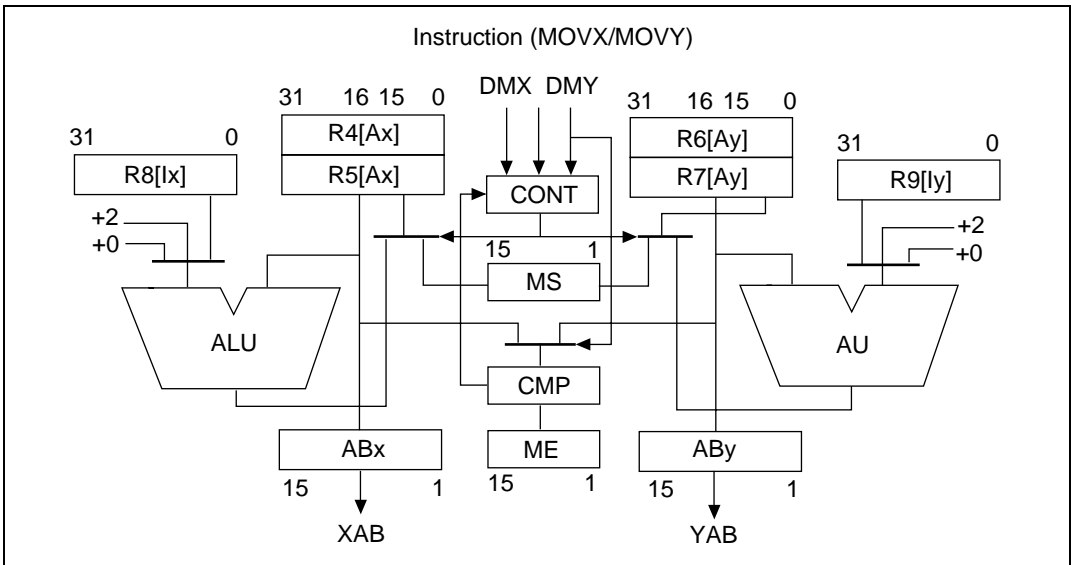 Instruction (MOVX/MOVY)
DMX DMY
31 16 15 0
31 16 15 0
R4[Ax]
R6[Ay]
31 0
31 0
R8[Ix]
R5[Ax]
R7[Ay]
R9[Iy]
CONT
+2
+0
+2
+0
15 1
MS
ALU
AU
CMP
ABx
ME
ABy
15 1
15 1
15 1
XAB
YAB